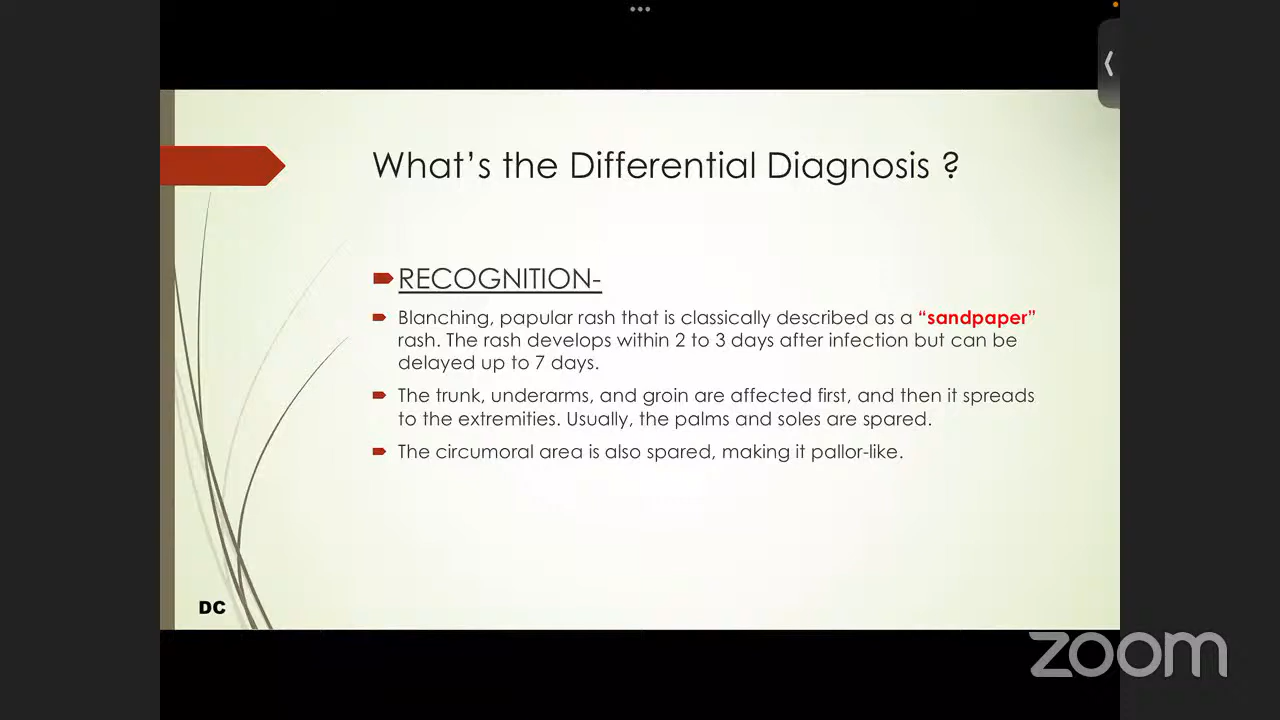 What’s the Differential Diagnosis ?
RECOGNITION-
Blanching, papular rash that is classically described as a “sandpaper”
rash. The rash develops within 2 to 3 days after infection but can be
delayed up to 7 days.
The trunk, underarms, and groin are affected first, and then it spreads
to the extremities. Usually, the palms and soles are spared.
The circumoral area is also spared, making it pallor-like.
DC
zoom